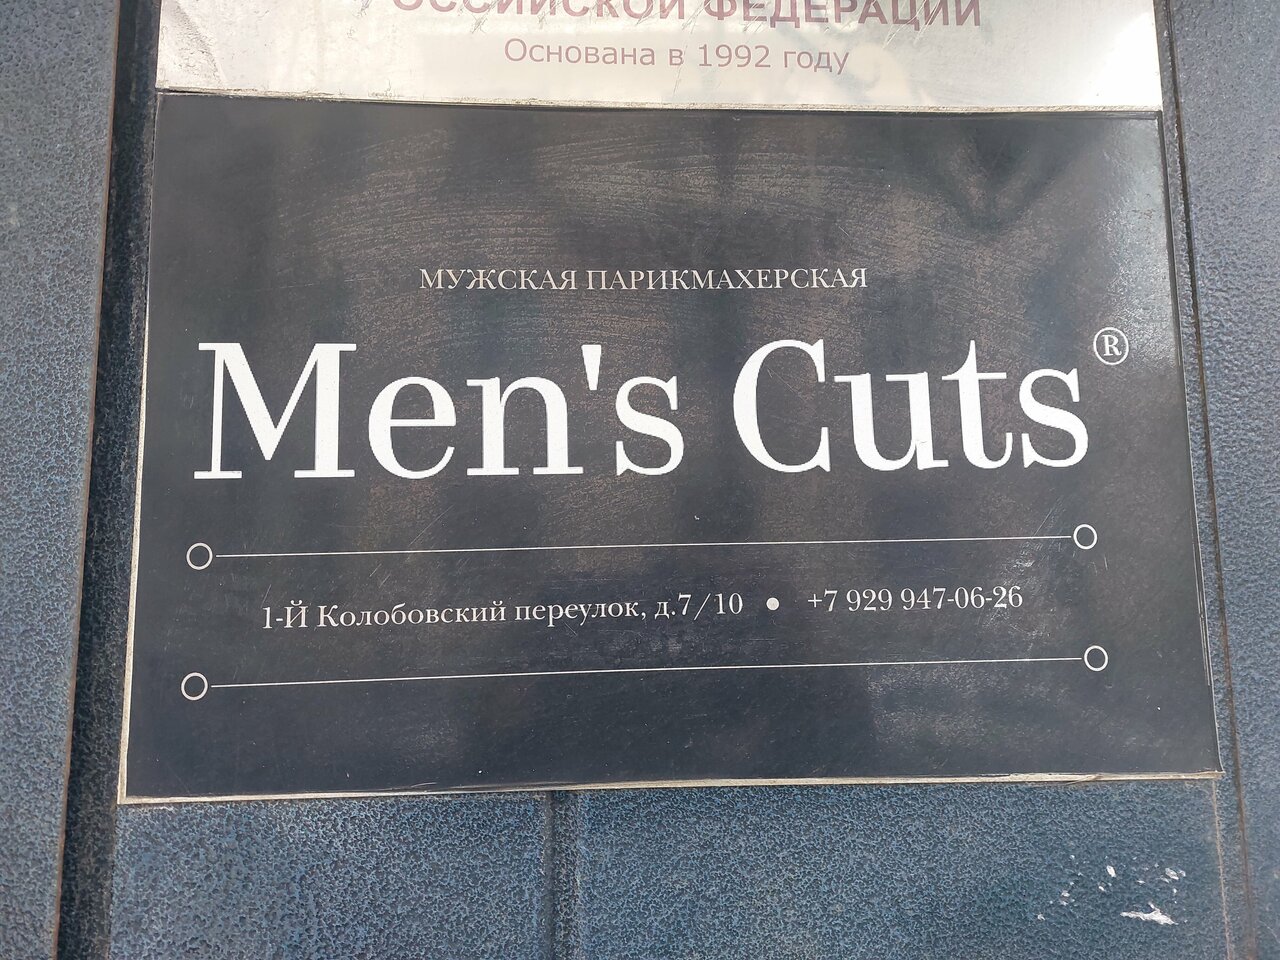 ОССИЙСКОЙ ФЕДЕРАЦИИ
Основана в 1992 году
МУЖСКАЯ ПАРИКМАХЕРСКАЯ
Men's Cuts®
1-Й Колобовский переулок, д.7/10 • +7 929 947-06-26